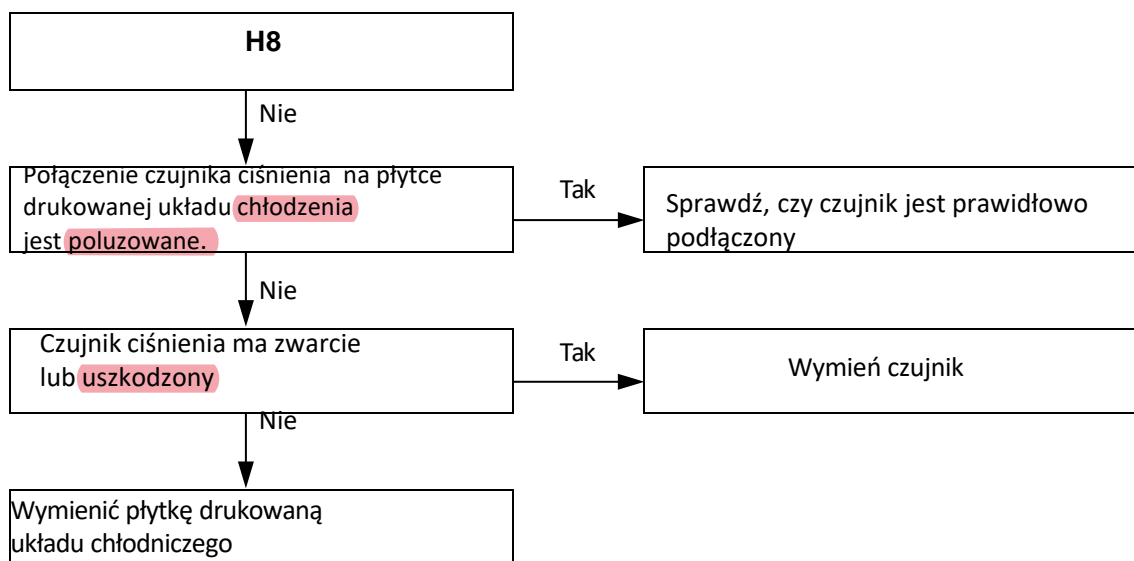 H8
Nie
Połączenie czujnika ciśnienia na płytce
drukowanej układu chłodzenia
jest poluzowane.
Tak
Sprawdź, czy czujnik jest prawidłowo
podłączony
Nie
Czujnik ciśnienia ma zwarcie
lub uszkodzony
Tak
Wymień czujnik
Nie
Wymienić płytkę drukowaną
układu chłodniczego